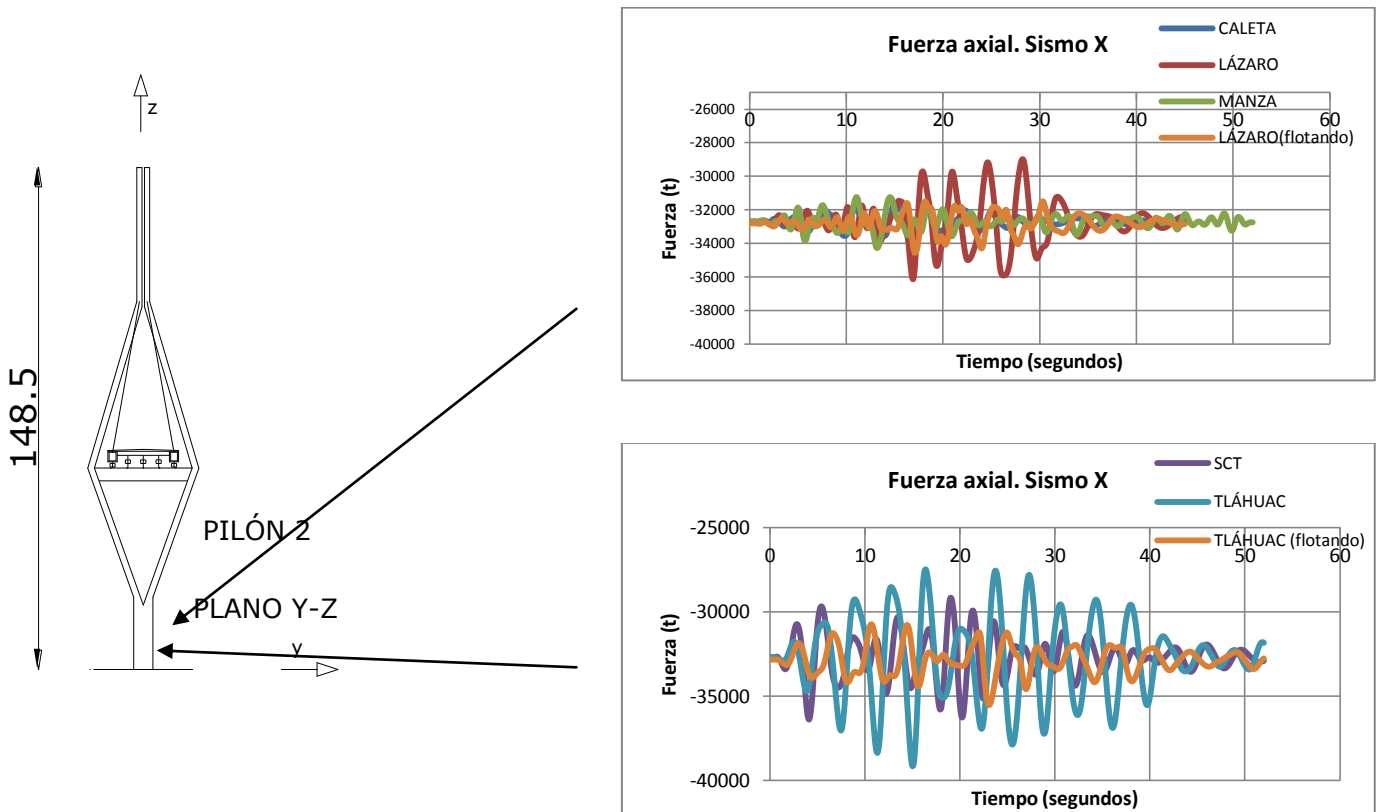 z
148.5
PILÓN 2
PLANO Y-Z
y
Fuerza axial. Sismo X
CALETA
LÁZARO
MANZA
LÁZARO(flotando)
Fuerza (t)
-26000
-28000
-30000
-32000
-34000
-36000
-38000
-40000
0 10 20 30 40 50 60
Tiempo (segundos)
Fuerza axial. Sismo X
SCT
TLÁHUAC
TLÁHUAC (flotando)
Fuerza (t)
-25000
-30000
-35000
-40000
0 10 20 30 40 50 60
Tiempo (segundos)